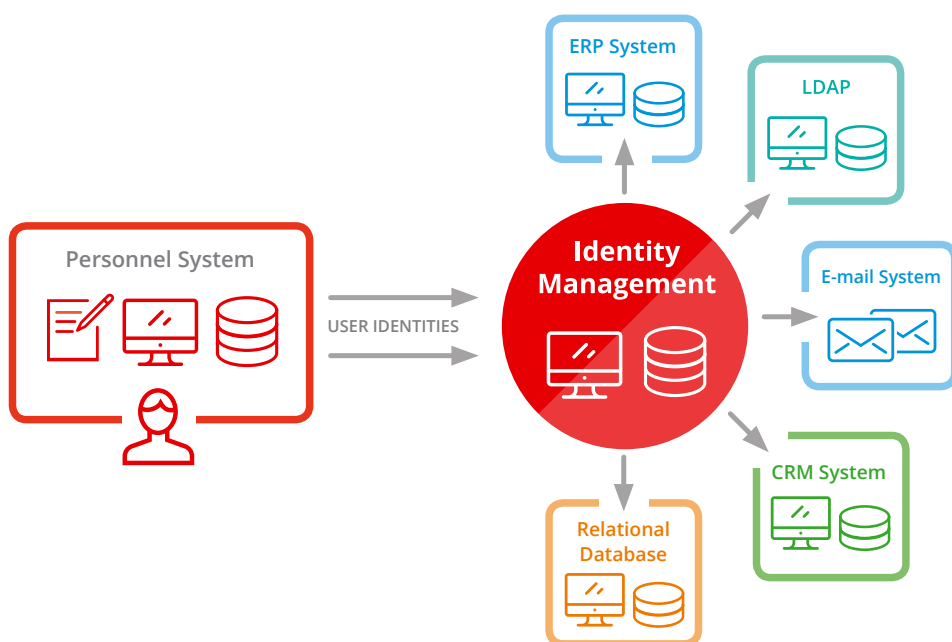 ERP System
LDAP
Personnel System
USER IDENTITIES
Identity
Management
E-mail System
CRM System
Relational
Database